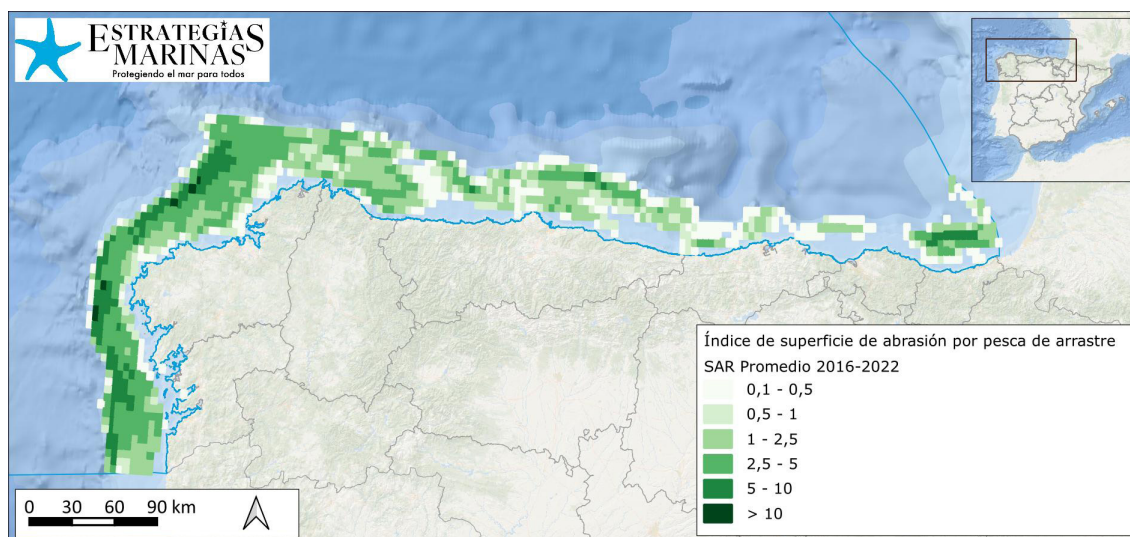 ESTRATEGIAS
MARINAS
Protegiendo el mar para todos
Índice de superficie de abrasión por pesca de arrastre
SAR Promedio 2016-2022
0,1 - 0,5
0,5 - 1
1 - 2,5
2,5 - 5
5 - 10
> 10
0 30 60 90 km